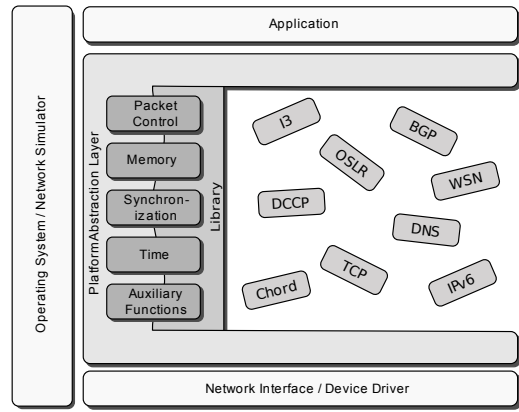 Application
Operating System / Network Simulator
PlatformAbstraction Layer
Packet
Control
Memory
Synchron-
ization
Time
Auxiliary
Functions
Library
I3
BGP
OSLR
WSN
DCCP
DNS
TCP
Chord
IPv6
Network Interface / Device Driver